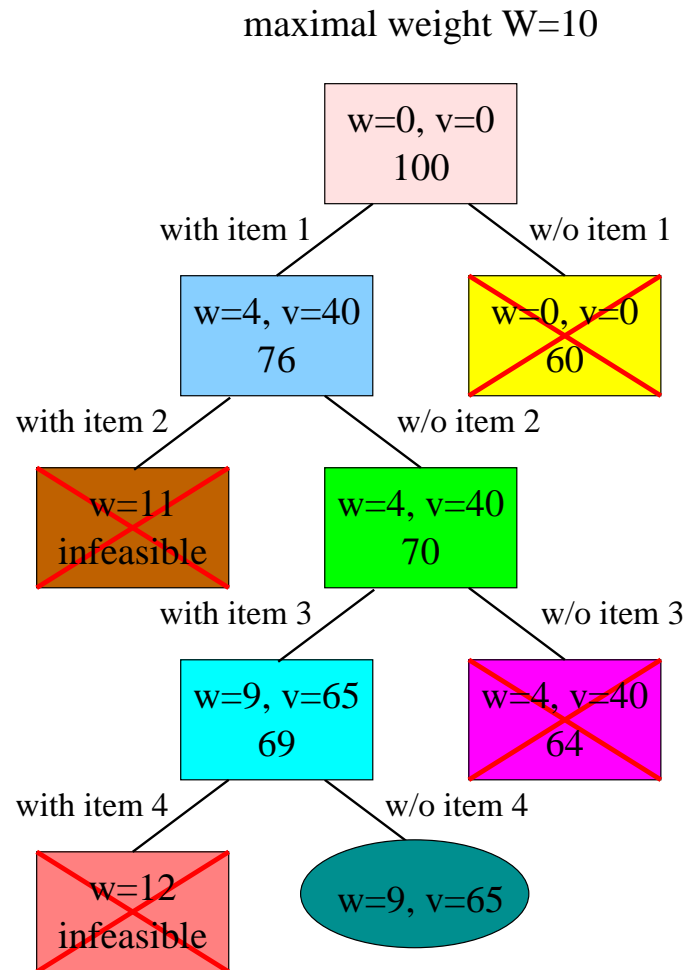 maximal weight W=10
w=0, v=0
100
with item 1
w/o item 1
w=4, v=40
76
w=0, v=0
60
with item 2
w/o item 2
w=11
infeasible
w=4, v=40
70
with item 3
w/o item 3
w=9, v=65
69
w=4, v=40
64
with item 4
w/o item 4
w=12
infeasible
w=9, v=65